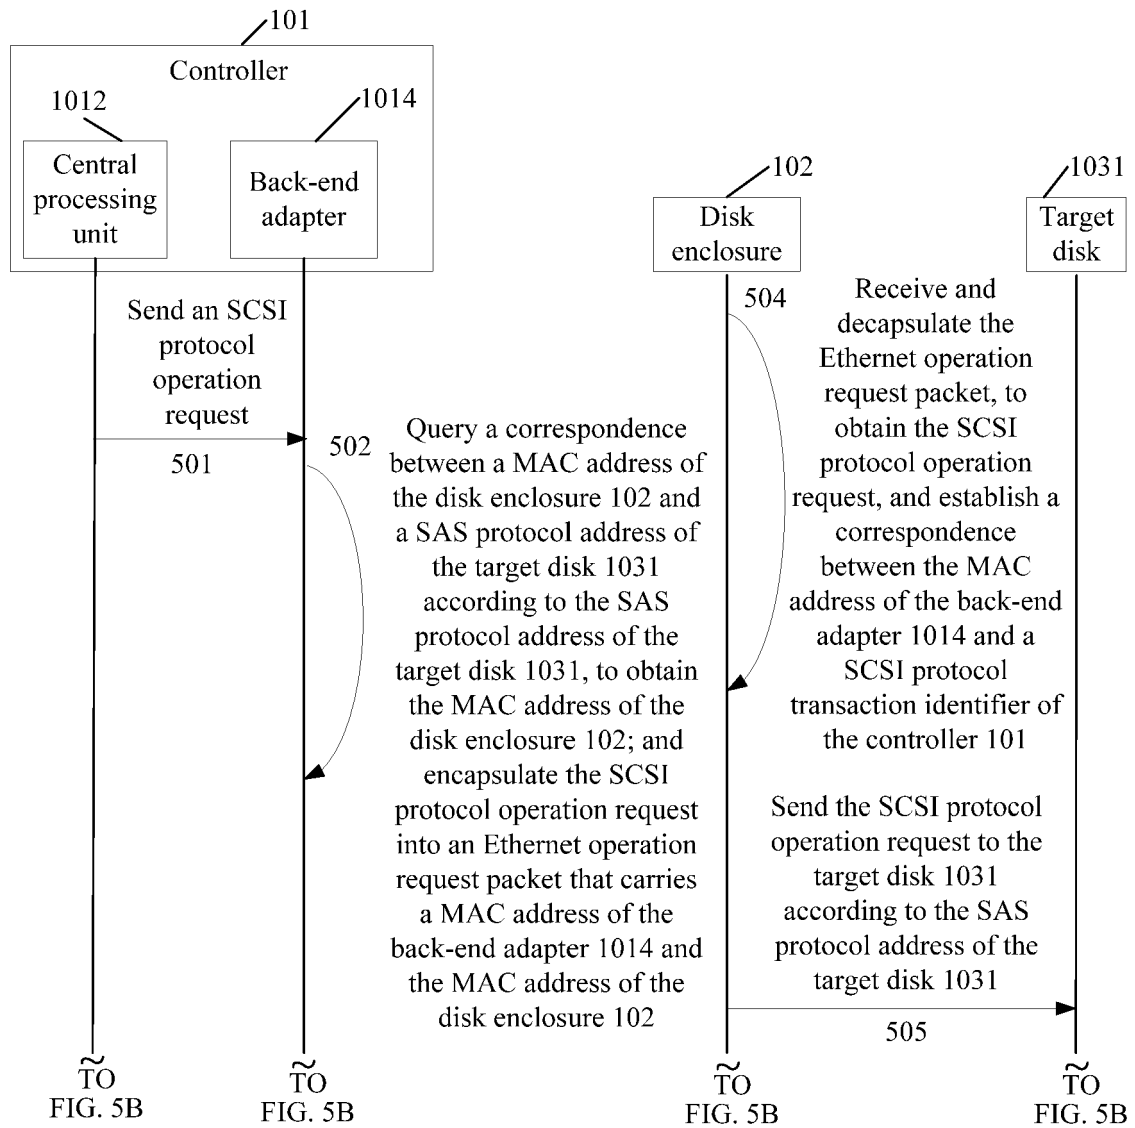 101
Controller
1012
1014
Central
processing
unit
Back-end
adapter
102
Disk
enclosure
1031
Target
disk
Send an SCSI
protocol
operation
request
501
502
Query a correspondence
between a MAC address of
the disk enclosure 102 and
a SAS protocol address of
the target disk 1031
according to the SAS
protocol address of the
target disk 1031, to obtain
the MAC address of the
disk enclosure 102; and
encapsulate the SCSI
protocol operation request
into an Ethernet operation
request packet that carries
a MAC address of the
back-end adapter 1014 and
the MAC address of the
disk enclosure 102
504
Receive and
decapsulate the
Ethernet operation
request packet, to
obtain the SCSI
protocol operation
request, and establish a
correspondence
between the MAC
address of the back-end
adapter 1014 and a
SCSI protocol
transaction identifier of
the controller 101
Send the SCSI protocol
operation request to the
target disk 1031
according to the SAS
protocol address of the
target disk 1031
505
~
TO
FIG. 5B
~
TO
FIG. 5B
~
TO
FIG. 5B
~
TO
FIG. 5B